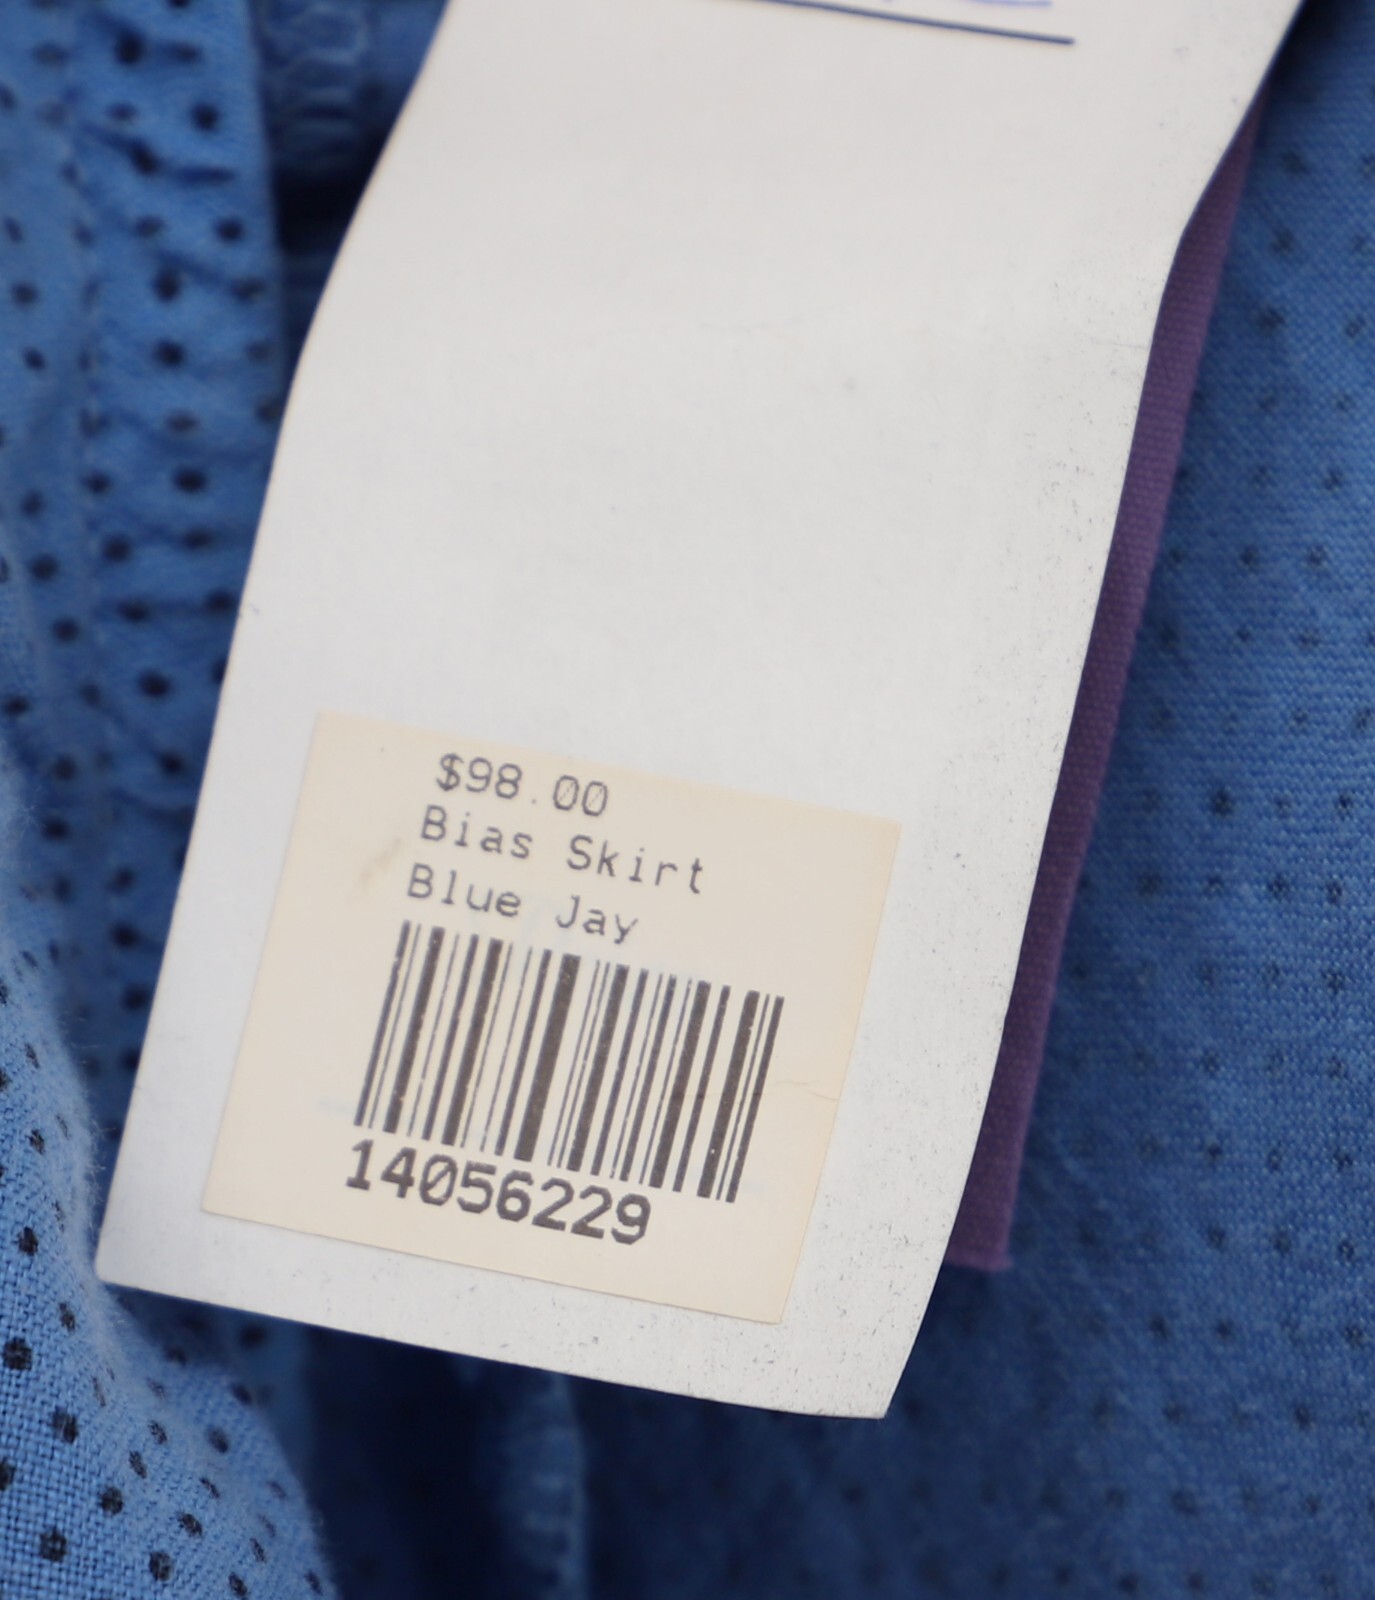 $98.00
Bias Skirt
Blue Jay
14056229